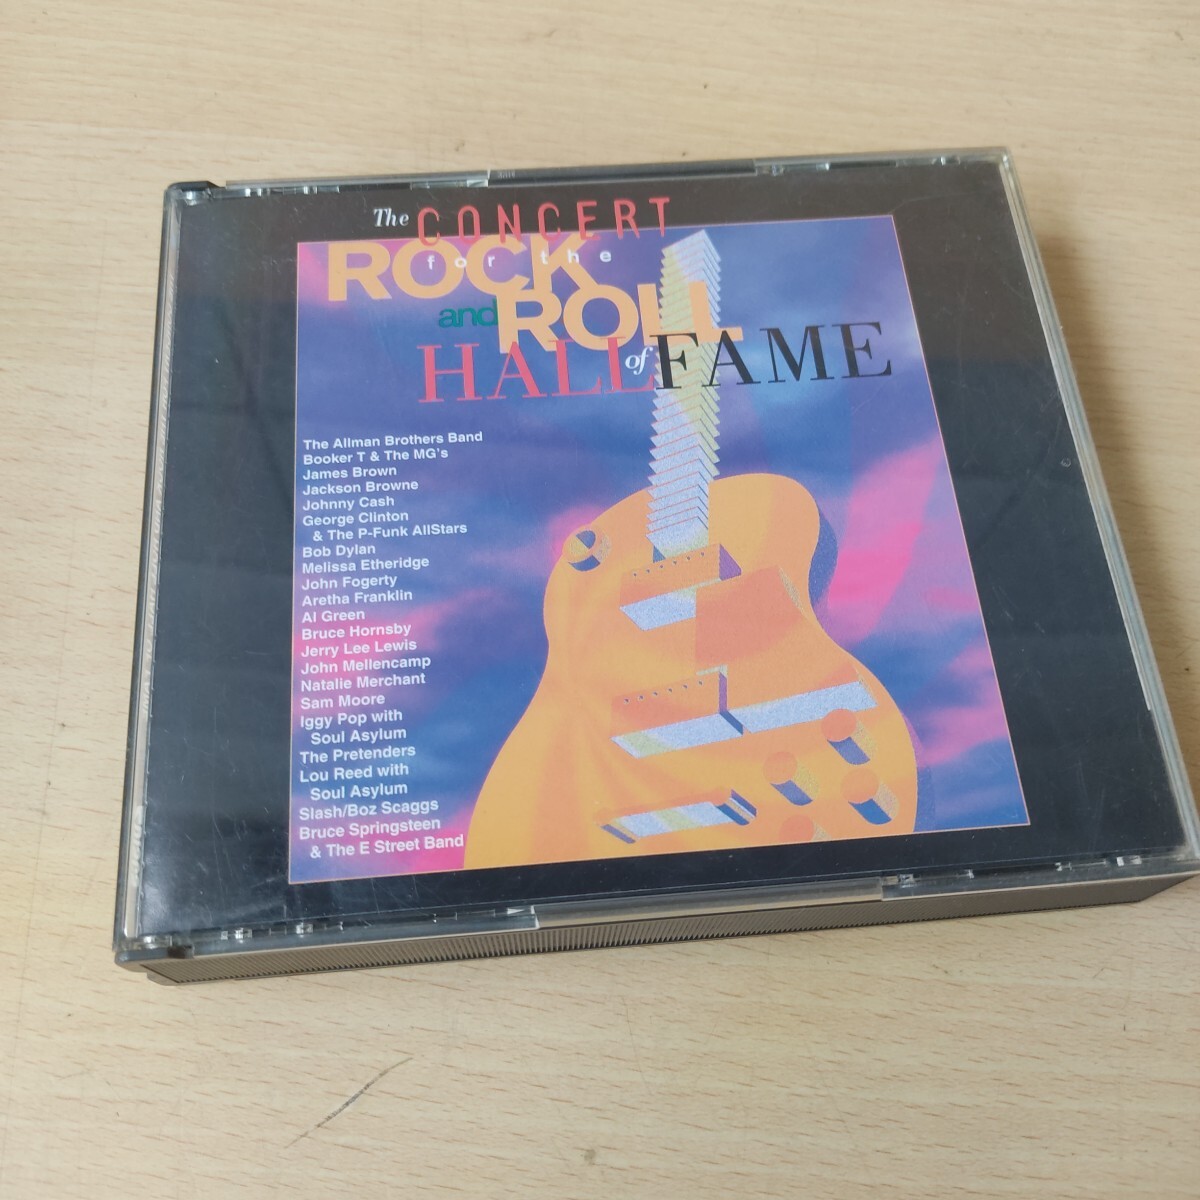 The CONCERT
for the
ROCK
and ROLL
HALL of FAME
The Allman Brothers Band
Booker T & The MG's
James Brown
Jackson Browne
Johnny Cash
George Clinton
& The P-Funk AllStars
Bob Dylan
Melissa Etheridge
John Fogerty
Aretha Franklin
Al Green
Bruce Hornsby
Jerry Lee Lewis
John Mellencamp
Natalie Merchant
Sam Moore
Iggy Pop with
Soul Asylum
The Pretenders
Lou Reed with
Soul Asylum
Slash/Boz Scaggs
Bruce Springsteen
& The E Street Band